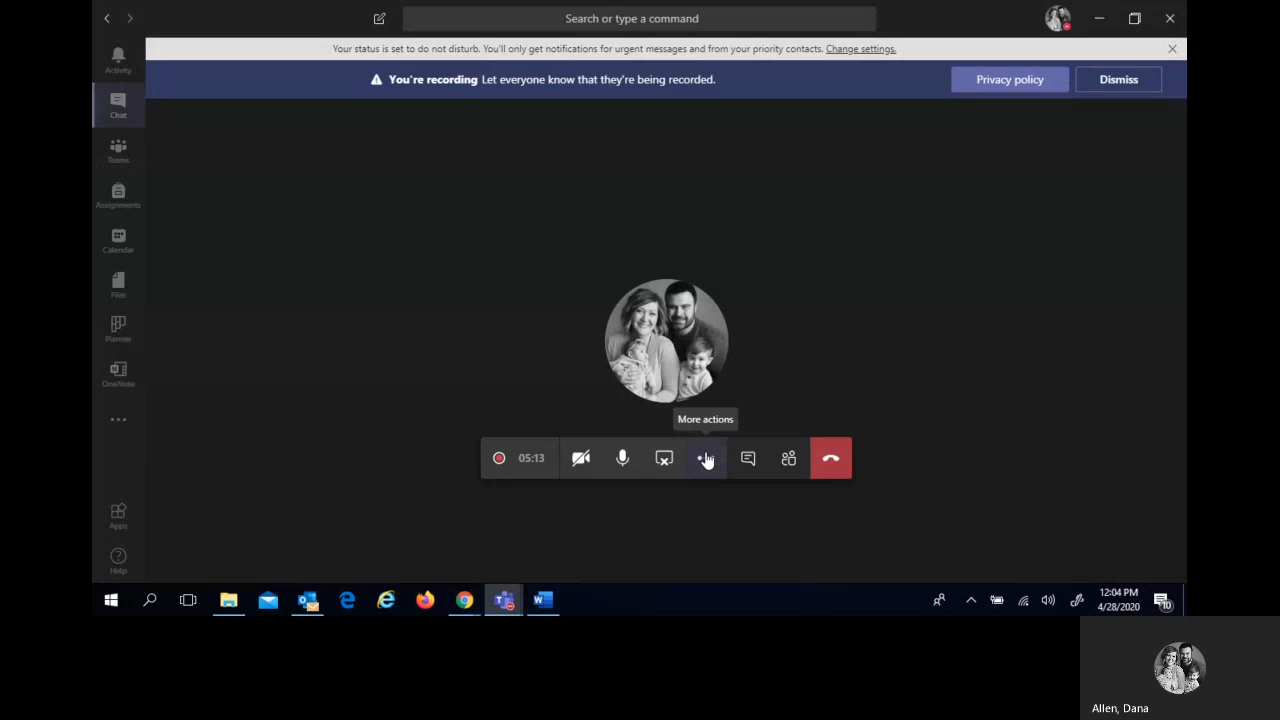 Search or type a command
Your status is set to do not disturb. You'll only get notifications for urgent messages and from your priority contacts. Change settings.
You're recording Let everyone know that they're being recorded.
Privacy policy
Dismiss
Activity
Chat
Teams
Assignments
Calendar
Files
Planner
OneNote
More actions
05:13
Apps
Help
12:04 PM
4/28/2020
10
Allen, Dana